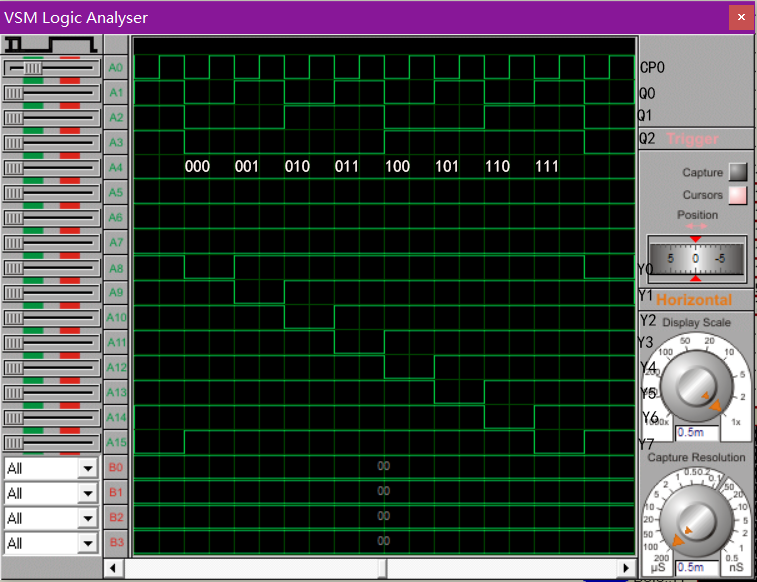 VSM Logic Analyser
A0 CP0
A1 Q0
A2 Q1
A3 Q2 Trigger
A4 000 001 010 011 100 101 110 111
Capture
A5
Cursors
A6 Position
A7
5 0 -5
A8 Y0
A9 Y1 Horizontal
A10 Y2 Display Scale
A11 Y3
50 20
100 10
A12 Y4
5
A13 Y5
2
A14 Y6
1000x 1x
0.5m
A15 Y7
All B0 00 Capture Resolution
All B1 00
All B2 00
All B3 00
1 0.5 0.2 0.1
2 50
5 20
10 10
20 5
50 2
100 1
200 0.5
µS 0.5m nS